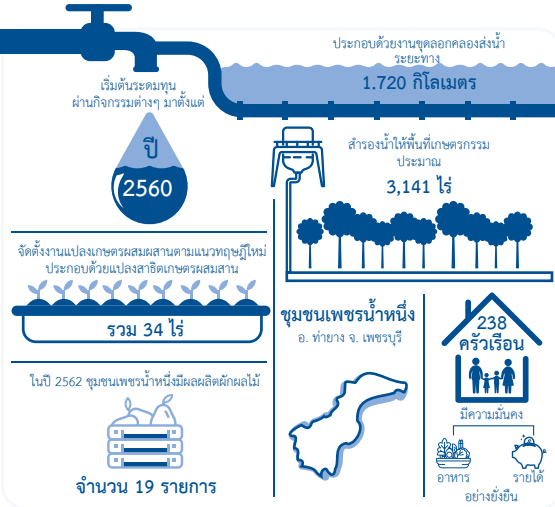 ประกอบด้วยงานขุดลอกคลองส่งน้ำ
ระยะทาง
1.720 กิโลเมตร
เริ่มต้นระดมทุน
ผ่านกิจกรรมต่างๆ มาตั้งแต่
ปี
2560
สำรองน้ำให้พื้นที่เกษตรกรรม
ประมาณ
3,141 ไร่
จัดตั้งงานแปลงเกษตรผสมผสานตามแนวทฤษฎีใหม่
ประกอบด้วยแปลงสาธิตเกษตรผสมสาน
รวม 34 ไร่
ชุมชนเพชรน้ำหนึ่ง
อ. ท่ายาง จ. เพชรบุรี
238
ครัวเรือน
มีความมั่นคง
อาหาร
รายได้
อย่างยั่งยืน
ในปี 2562 ชุมชนเพชรน้ำหนึ่งมีผลผลิตผักผลไม้
จำนวน 19 รายการ